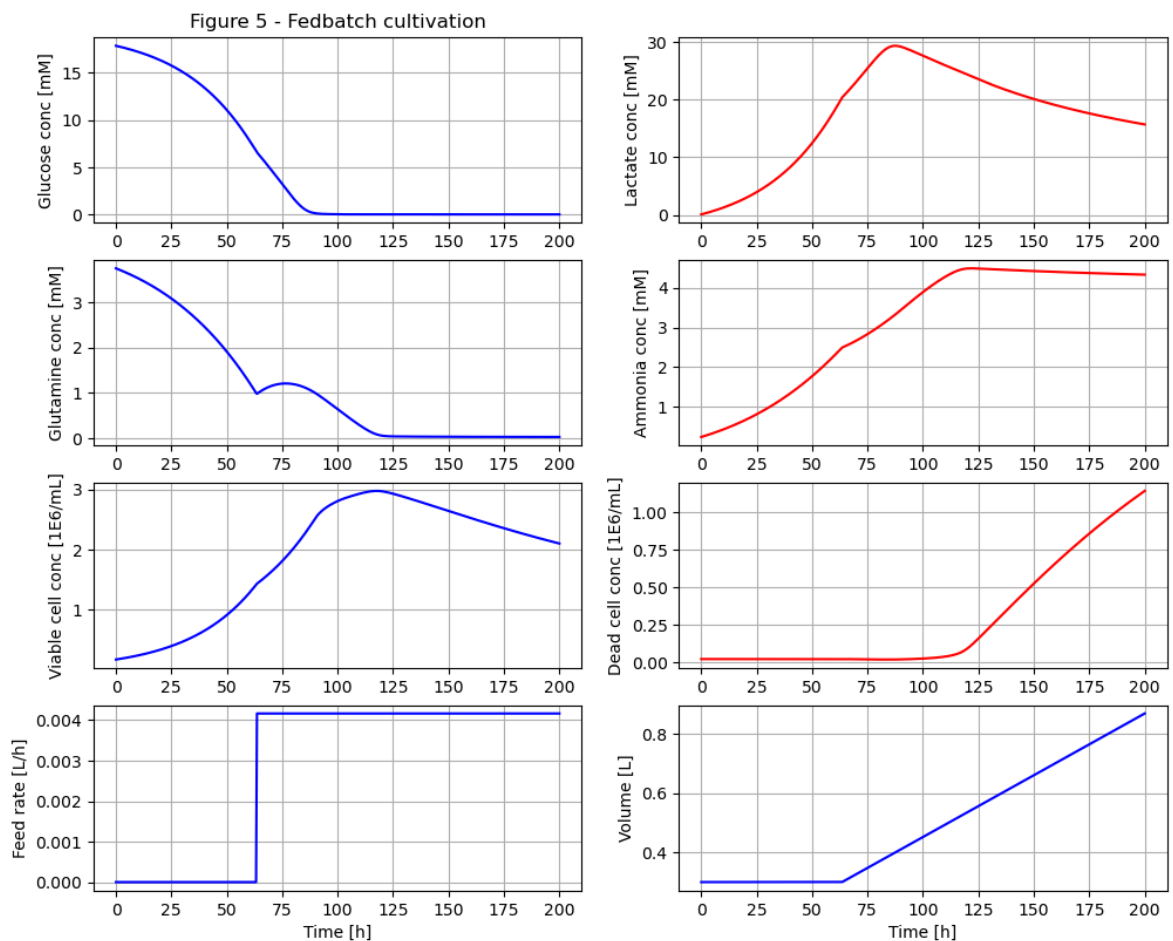 Figure 5 - Fedbatch cultivation
Glucose conc [mM]
15
10
5
0
0 25 50 75 100 125 150 175 200
Lactate conc [mM]
30
20
10
0
0 25 50 75 100 125 150 175 200
Glutamine conc [mM]
3
2
1
0
0 25 50 75 100 125 150 175 200
Ammonia conc [mM]
4
3
2
1
0 25 50 75 100 125 150 175 200
Viable cell conc [1E6/mL]
3
2
1
0 25 50 75 100 125 150 175 200
Dead cell conc [1E6/mL]
1.00
0.75
0.50
0.25
0.00
0 25 50 75 100 125 150 175 200
Feed rate [L/h]
0.004
0.003
0.002
0.001
0.000
0 25 50 75 100 125 150 175 200
Time [h]
Volume [L]
0.8
0.6
0.4
0 25 50 75 100 125 150 175 200
Time [h]